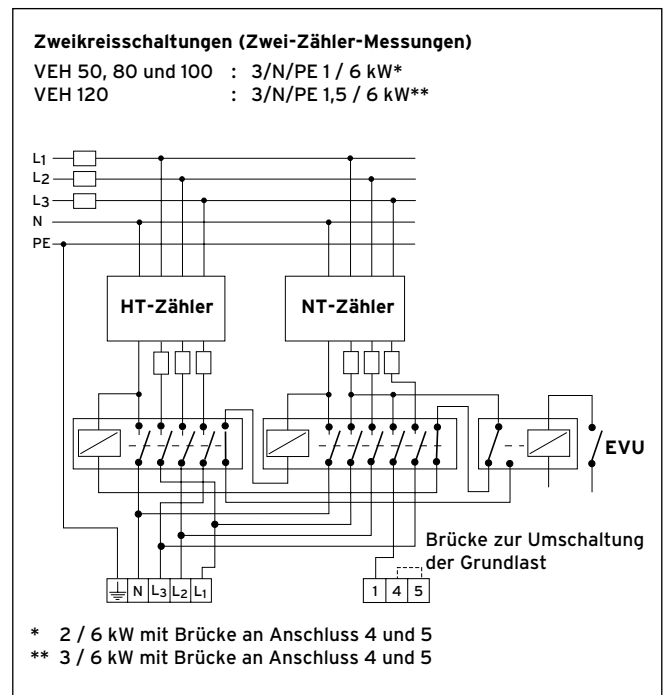 Zweikreisschaltungen (Zwei-Zähler-Messungen)
VEH 50, 80 und 100 : 3/N/PE 1 / 6 kW*
VEH 120 : 3/N/PE 1,5 / 6 kW**
L1
L2
L3
N
PE
HT-Zähler
NT-Zähler
EVU
Brücke zur Umschaltung
der Grundlast
N L3 L2 L1
1 4 5
* 2 / 6 kW mit Brücke an Anschluss 4 und 5
** 3 / 6 kW mit Brücke an Anschluss 4 und 5